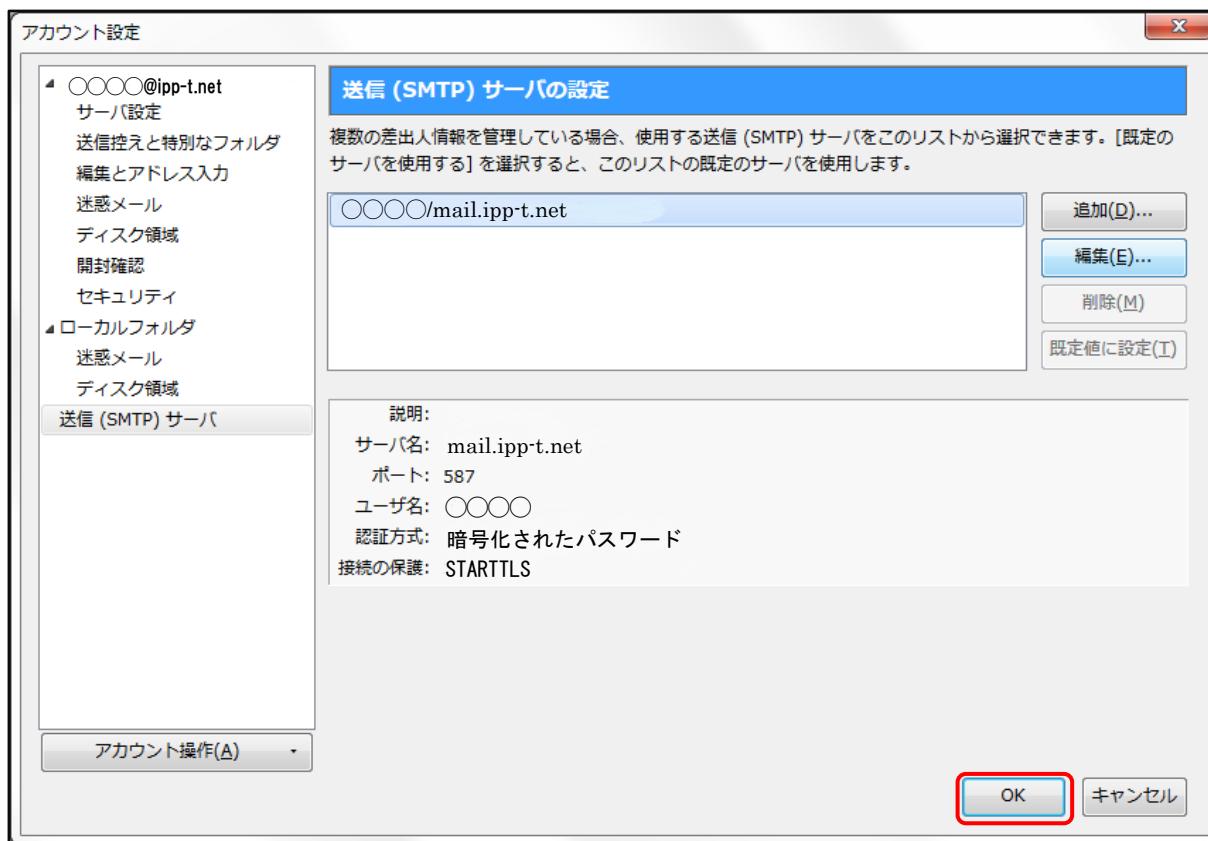 アカウント設定
○○○○@ipp-t.net
サーバ設定
送信控えと特別なフォルダ
編集とアドレス入力
迷惑メール
ディスク領域
開封確認
セキュリティ
ローカルフォルダ
迷惑メール
ディスク領域
送信 (SMTP) サーバ
アカウント操作(A)
送信 (SMTP) サーバの設定
複数の差出人情報を管理している場合、使用する送信 (SMTP) サーバをこのリストから選択できます。[既定の
サーバを使用する] を選択すると、このリストの既定のサーバを使用します。
○○○○/mail.ipp-t.net
追加(D)...
編集(E)...
削除(M)
既定値に設定(T)
説明:
サーバ名: mail.ipp-t.net
ポート: 587
ユーザ名: ○○○○
認証方式: 暗号化されたパスワード
接続の保護: STARTTLS
OK
キャンセル